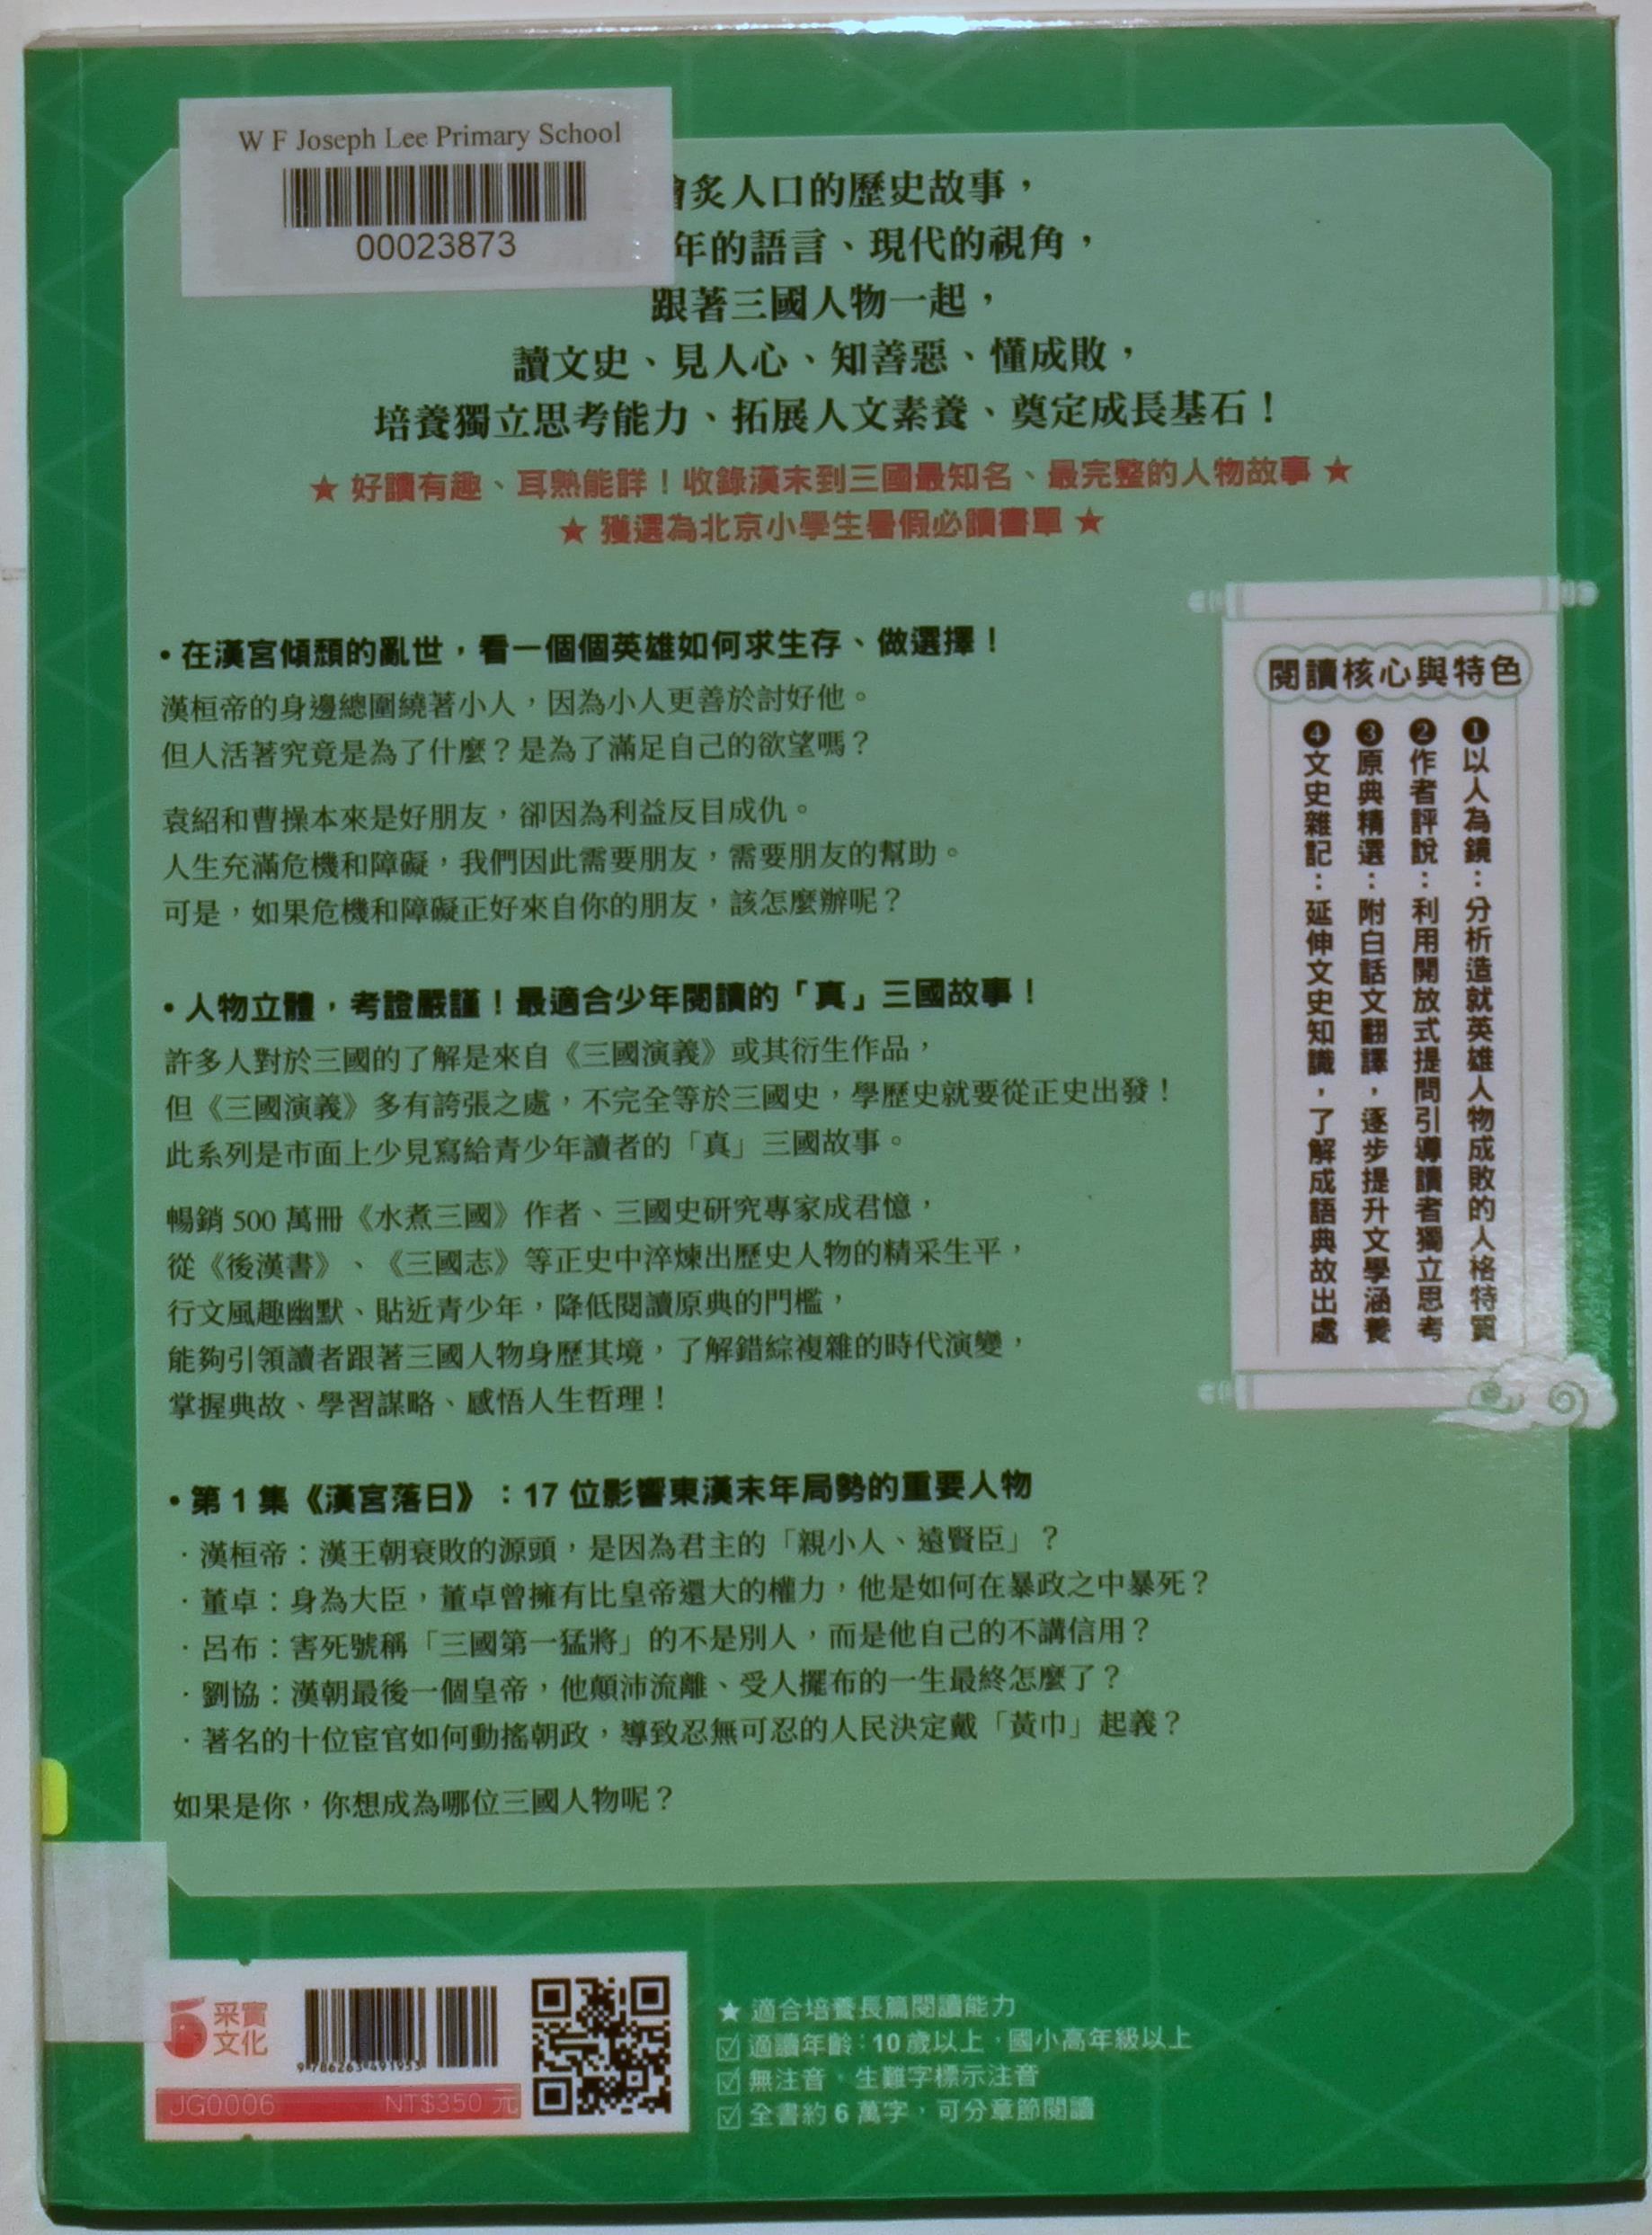 W F Joseph Lee Primary School
00023873
炙人口的歷史故事，
年的語言、現代的視角，
跟著三國人物一起，
讀文史、見人心、知善惡、懂成敗，
培養獨立思考能力、拓展人文素養、奠定成長基石！
★ 好讀有趣、耳熟能詳！收錄漢末到三國最知名、最完整的人物故事 ★
★ 獲選為北京小學生暑假必讀書單 ★
•在漢宮傾頹的亂世，看一個個英雄如何求生存、做選擇！
漢桓帝的身邊總圍繞著小人，因為小人更善於討好他。
但人活著究竟是為了什麼？是為了滿足自己的欲望嗎？
袁紹和曹操本來是好朋友，卻因為利益反目成仇。
人生充滿危機和障礙，我們因此需要朋友，需要朋友的幫助。
可是，如果危機和障礙正好來自你的朋友，該怎麼辦呢？
•人物立體，考證嚴謹！最適合少年閱讀的「真」三國故事！
許多人對於三國的了解是來自《三國演義》或其衍生作品，
但《三國演義》多有誇張之處，不完全等於三國史，學歷史就要從正史出發！
此系列是市面上少見寫給青少年讀者的「真」三國故事。
暢銷 500 萬冊《水煮三國》作者、三國史研究專家成君憶，
從《後漢書》、《三國志》等正史中淬煉出歷史人物的精采生平，
行文風趣幽默、貼近青少年，降低閱讀原典的門檻，
能夠引領讀者跟著三國人物身歷其境，了解錯綜複雜的時代演變，
掌握典故、學習謀略、感悟人生哲理！
•第 1 集《漢宮落日》：17 位影響東漢末年局勢的重要人物
·漢桓帝：漢王朝衰敗的源頭，是因為君主的「親小人、遠賢臣」？
·董卓：身為大臣，董卓曾擁有比皇帝還大的權力，他是如何在暴政之中暴死？
·呂布：害死號稱「三國第一猛將」的不是別人，而是他自己的不講信用？
·劉協：漢朝最後一個皇帝，他顛沛流離、受人擺布的一生最終怎麼了？
·著名的十位宦官如何動搖朝政，導致忍無可忍的人民決定戴「黃巾」起義？
如果是你，你想成為哪位三國人物呢？
閱讀核心與特色
❶以人為鏡：分析造就英雄人物成敗的人格特質
❷作者評說：利用開放式提問引導讀者獨立思考
❸原典精選：附白話文翻譯，逐步提升文學涵養
❹文史雜記：延伸文史知識，了解成語典故出處
采實
文化
9 786263 491953
JG0006 NT$350 元
★ 適合培養長篇閱讀能力
☑ 適讀年齡：10 歲以上，國小高年級以上
☑ 無注音，生難字標示注音
☑ 全書約 6 萬字，可分章節閱讀